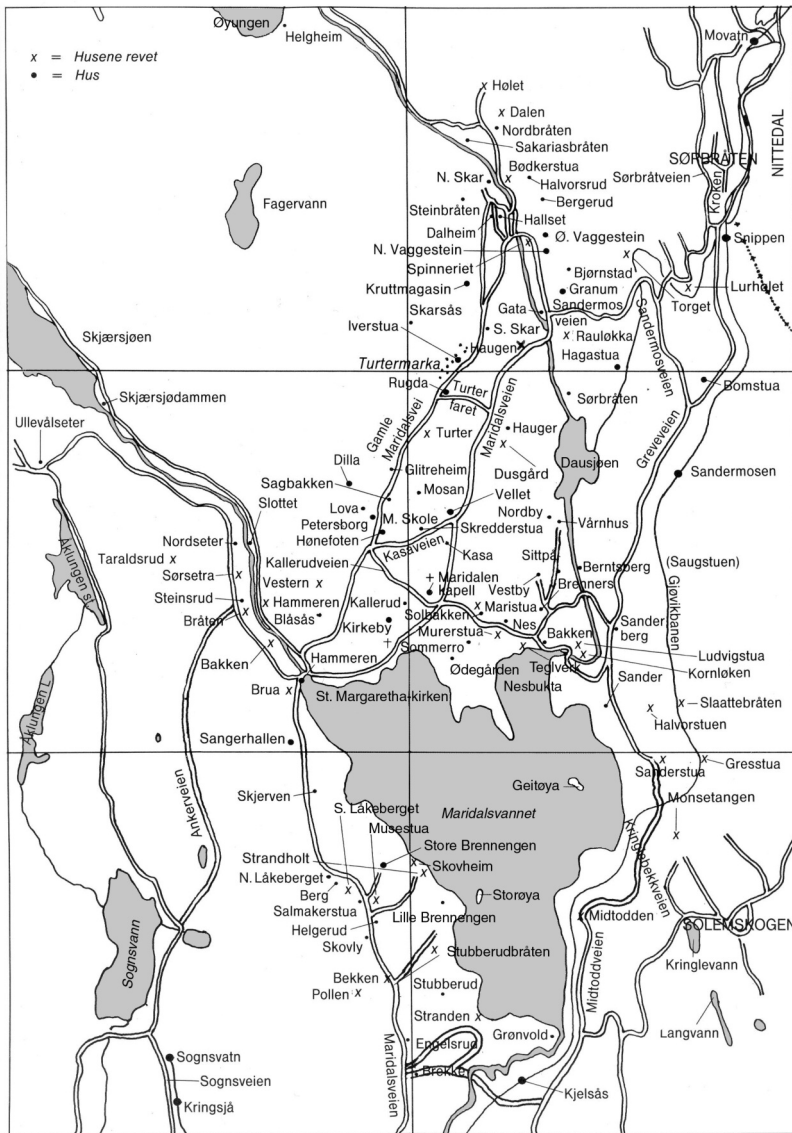 Øyungen
Helgheim
Movatn
x = Husene revet
• = Hus
Hølet
Dalen
Nordbråten
Sakariasbråten
NITTEDAL
SØRBRÅTEN
Bødkerstua
N. Skar
Halvorsrud
Sørbråtveien
Kroken
Fagervann
Steinbråten
Bergerud
Hallset
Dalheim
Ø. Vaggestein
Snippen
N. Vaggestein
Spinneriet
Bjørnstad
Kruttmagasin
Granum
Lurhølet
Gata
Sandermos
veien
Torget
Skarsås
Skjærsjøen
Iverstua
S. Skar
Rauløkka
Haugen
Hagastua
Sandermosveien
Turtermarka
Rugda
Turter
faret
Bomstua
Skjærsjødammen
Sørbråten
Gamle
Maridalsvei
Maridalsveien
Greveveien
Ullevålseter
Turter
Hauger
Dausjøen
Dilla
Glitreheim
Dusgård
Sandermosen
Sagbakken
Mosan
Slottet
Vellet
Lova
Nordby
Petersborg
M. Skole
Vårnhus
Åklungen st.
Hønefoten
Skredderstua
Nordseter
Kasaveien
Kasa
Sittpå
Taraldsrud
Kallerudveien
Berntsberg
(Saugstuen)
Gjøvikbanen
Sørsetra
Vestern
Maridalen
kapell
Vestby
Brenners
Steinsrud
Hammeren
Kallerud
Maristua
Bråten
Blåsås
Solbakken
Nes
Sander
berg
Kirkeby
Murerstua
Bakken
Bakken
Sommerro
Ludvigstua
Hammeren
Ødegården
Teglverk
Kornløken
Brua
St. Margaretha-kirken
Nesbukta
Sander
Slaattebråten
Åklungen L
Halvorstuen
Sangerhallen
Sanderstua
Gresstua
Geitøya
Skjerven
Monsetangen
Ankerveien
S. Låkeberget
Maridalsvannet
Musestua
Kringlebekkveien
Store Brennengen
Strandholt
Skovheim
N. Låkeberget
Berg
Storøya
Salmakerstua
Lille Brennengen
Midtodden
SOLEMSKOGEN
Helgerud
Skovly
Stubberudbråten
Sognsvann
Kringlevann
Bekken
Stubberud
Midtoddveien
Pollen
Stranden
Langvann
Grønvold
Engelsrud
Sognsvatn
Maridalsveien
Sognsveien
Brekke
Kjelsås
Kringsjå